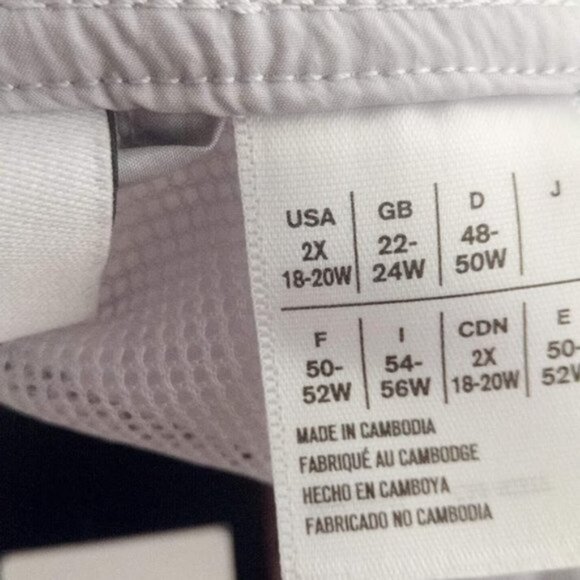 USA GB D J
2X 22- 48-
18-20W 24W 50W
F I CDN E
50- 54- 2X 50-
52W 56W 18-20W 52W
MADE IN CAMBODIA
FABRIQUÉ AU CAMBODGE
HECHO EN CAMBOYA
FABRICADO NO CAMBODIA